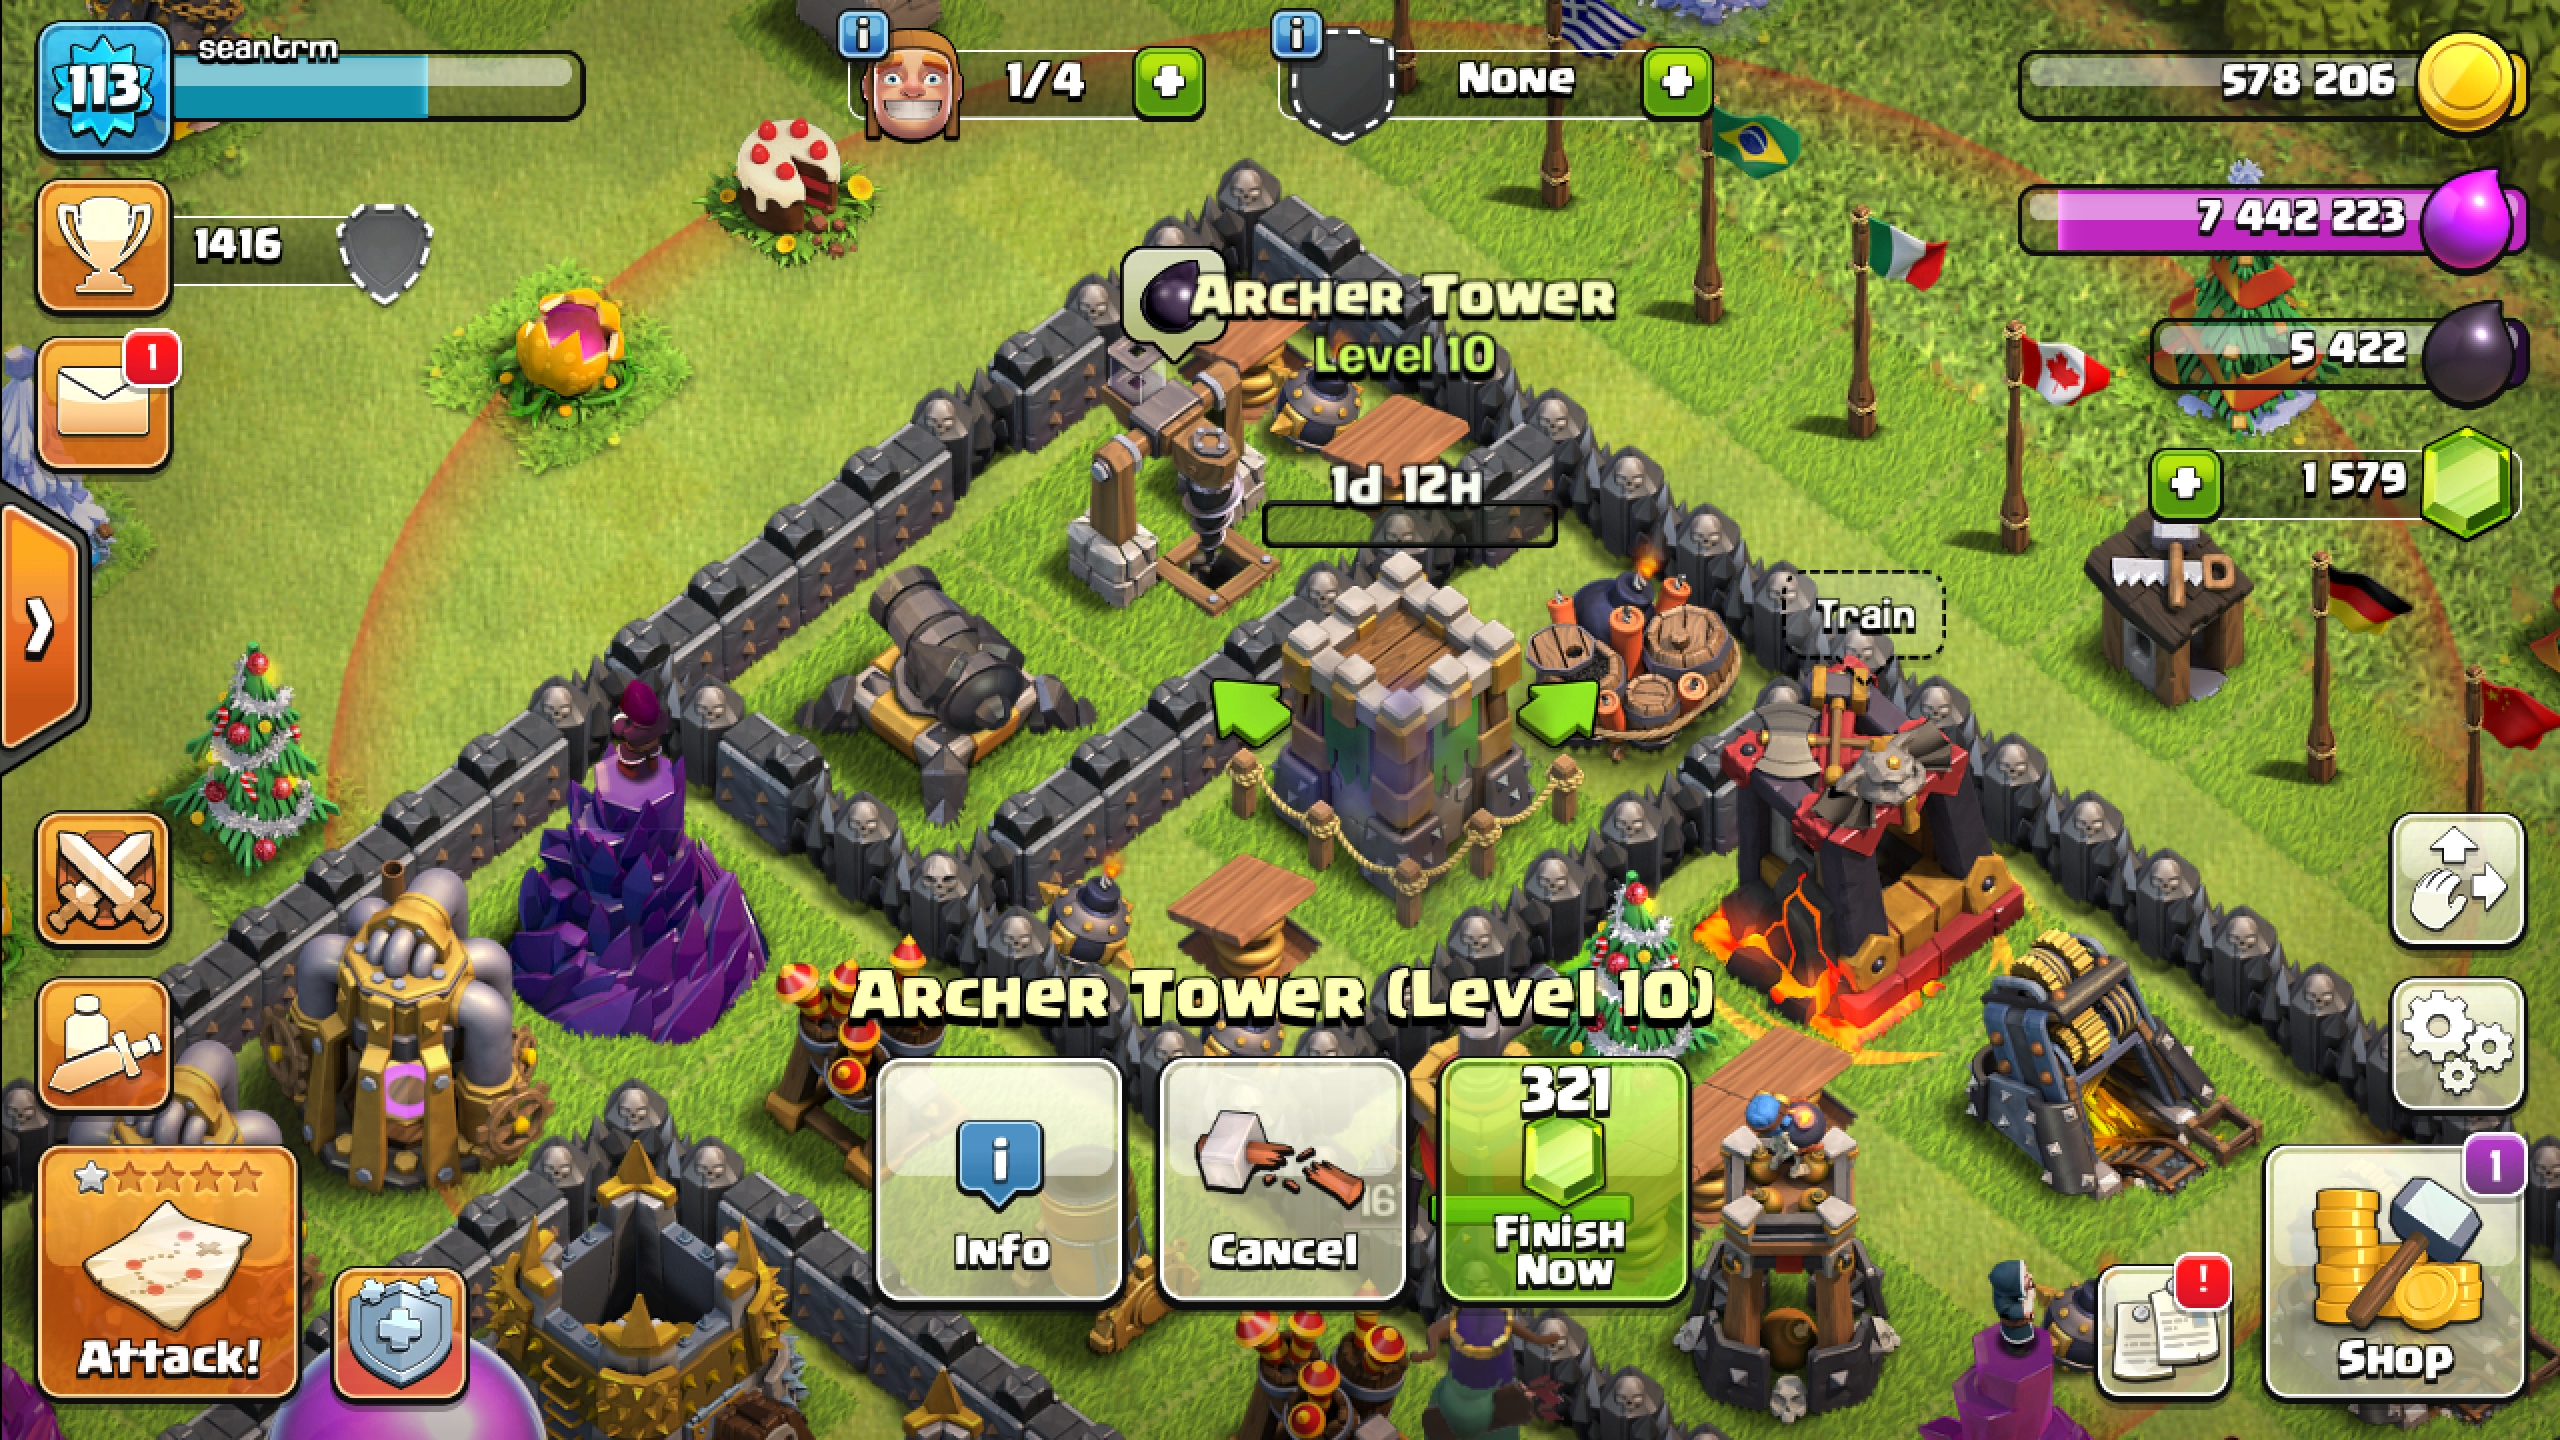 113
seantrm
1/4
None
578 206
1416
7 442 223
Archer Tower
Level 10
5 422
1
1 579
1d 12H
Train
Archer Tower (Level 10)
Info
Cancel
16
321
Finish
Now
Attack!
!
1
Shop